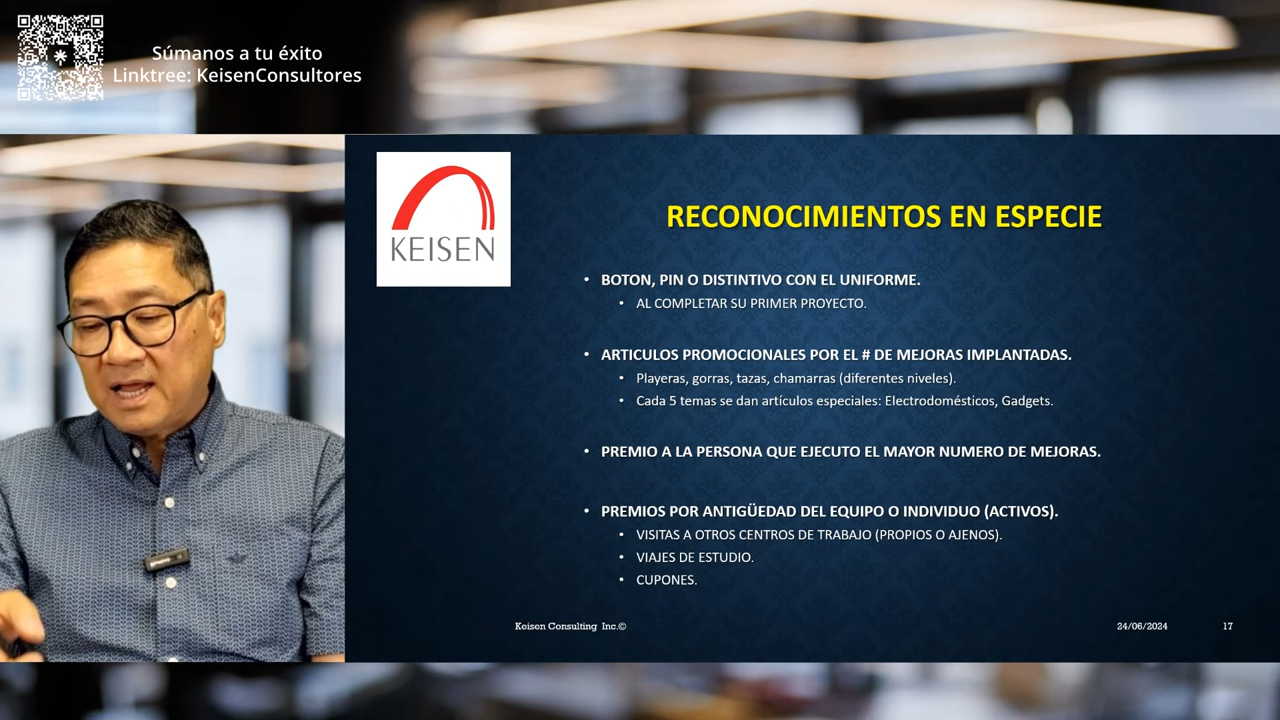 Súmanos a tu éxito
Linktree: KeisenConsultores
KEISEN
RECONOCIMIENTOS EN ESPECIE
• BOTON, PIN O DISTINTIVO CON EL UNIFORME.
• AL COMPLETAR SU PRIMER PROYECTO.
• ARTICULOS PROMOCIONALES POR EL # DE MEJORAS IMPLANTADAS.
• Playeras, gorras, tazas, chamarras (diferentes niveles).
• Cada 5 temas se dan artículos especiales: Electrodomésticos, Gadgets.
• PREMIO A LA PERSONA QUE EJECUTO EL MAYOR NUMERO DE MEJORAS.
• PREMIOS POR ANTIGÜEDAD DEL EQUIPO O INDIVIDUO (ACTIVOS).
• VISITAS A OTROS CENTROS DE TRABAJO (PROPIOS O AJENOS).
• VIAJES DE ESTUDIO.
• CUPONES.
Keisen Consulting Inc.© 24/06/2024 17